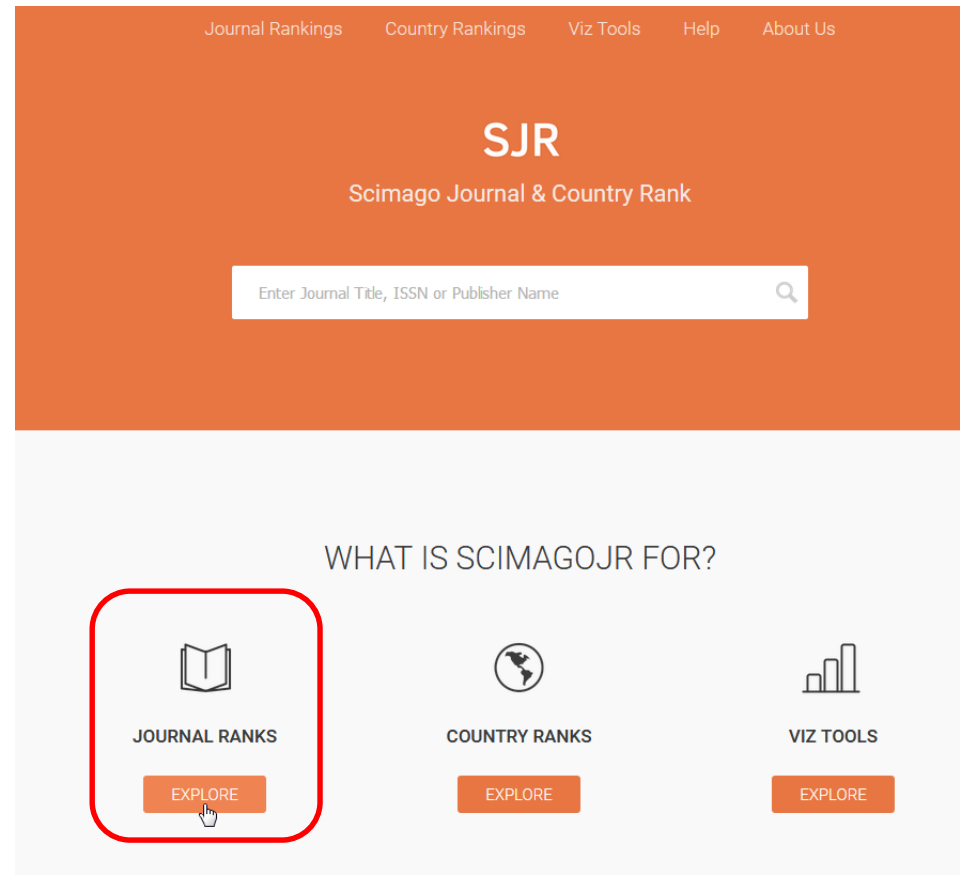 Journal Rankings Country Rankings Viz Tools Help About Us
SJR
Scimago Journal & Country Rank
Enter Journal Title, ISSN or Publisher Name
WHAT IS SCIMAGOJR FOR?
JOURNAL RANKS COUNTRY RANKS VIZ TOOLS
EXPLORE EXPLORE EXPLORE